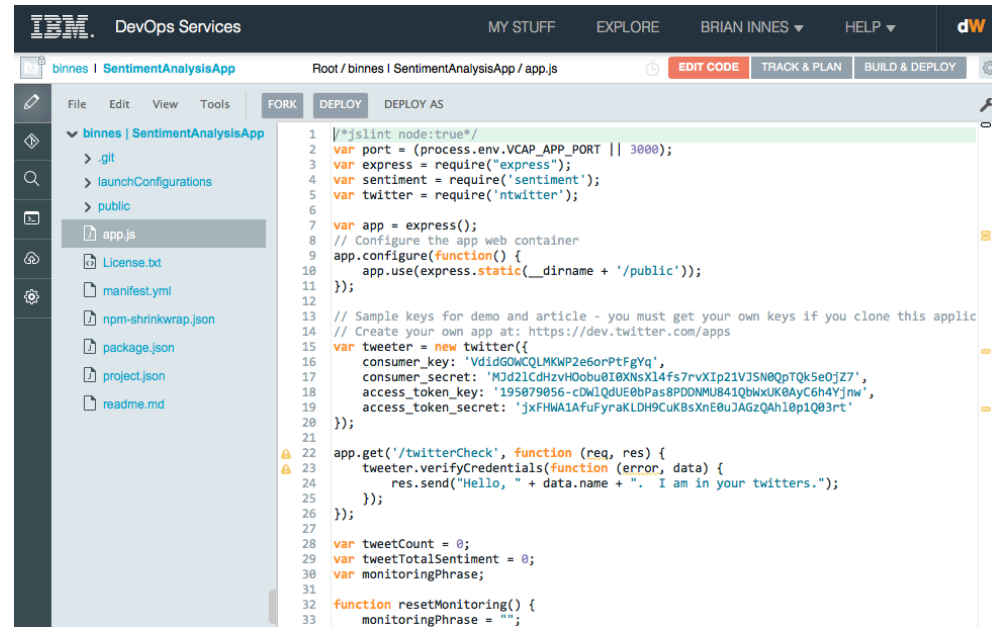 IBM. DevOps Services MY STUFF EXPLORE BRIAN INNES HELP dW
binnes | SentimentAnalysisApp Root / binnes | SentimentAnalysisApp / app.js EDIT CODE TRACK & PLAN BUILD & DEPLOY
File Edit View Tools FORK DEPLOY DEPLOY AS
binnes | SentimentAnalysisApp
.git
launchConfigurations
public
app.js
License.txt
manifest.yml
npm-shrinkwrap.json
package.json
project.json
readme.md
1 /*jslint node:true*/
2 var port = (process.env.VCAP_APP_PORT || 3000);
3 var express = require("express");
4 var sentiment = require('sentiment');
5 var twitter = require('ntwitter');
6
7 var app = express();
8 // Configure the app web container
9 app.configure(function() {
10 app.use(express.static(__dirname + '/public'));
11 });
12
13 // Sample keys for demo and article - you must get your own keys if you clone this applic
14 // Create your own app at: https://dev.twitter.com/apps
15 var tweeter = new twitter({
16 consumer_key: 'VdidGOWCQLMKWP2e6orPtFgYq',
17 consumer_secret: 'MJd2lCdHzvHOobu0I0XNsXl4fs7rvXIp21VJSN0QpTQk5eOjZ7',
18 access_token_key: '195079056-cDWlQdUE0bPas8PDDNMU841QbWxUK0AyC6h4Yjnw',
19 access_token_secret: 'jxFHWA1AfuFyraKLDH9CuKBsXnE0uJAGzQAhl0p1Q03rt'
20 });
21
22 app.get('/twitterCheck', function (req, res) {
23 tweeter.verifyCredentials(function (error, data) {
24 res.send("Hello, " + data.name + ".  I am in your twitters.");
25 });
26 });
27
28 var tweetCount = 0;
29 var tweetTotalSentiment = 0;
30 var monitoringPhrase;
31
32 function resetMonitoring() {
33 monitoringPhrase = "";